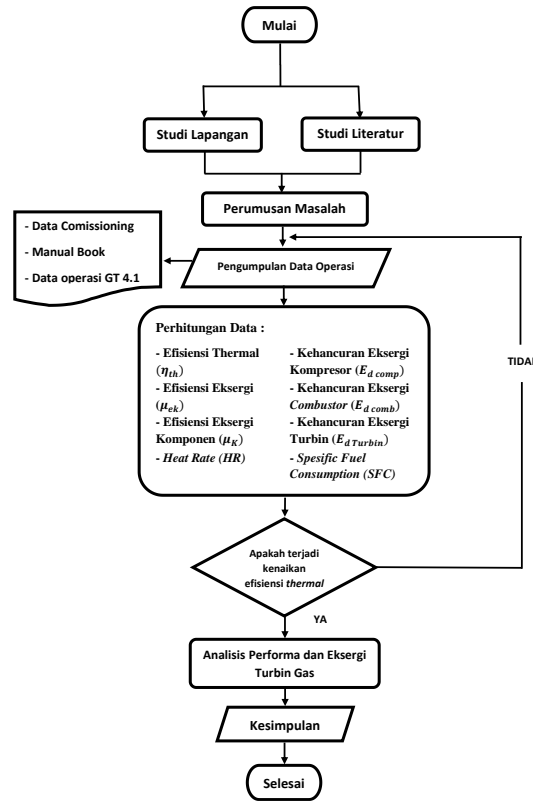 Mulai
Studi Lapangan
Studi Literatur
Perumusan Masalah
- Data Comissioning
- Manual Book
- Data operasi GT 4.1
Pengumpulan Data Operasi
Perhitungan Data :
- Efisiensi Thermal
(η_th)
- Efisiensi Eksergi
(μ_ek)
- Efisiensi Eksergi
Komponen (μ_K)
- Heat Rate (HR)
- Kehancuran Eksergi
Kompresor (E_d comp)
- Kehancuran Eksergi
Combustor (E_d comb)
- Kehancuran Eksergi
Turbin (E_d Turbin)
- Spesific Fuel
Consumption (SFC)
TIDAK
Apakah terjadi
kenaikan
efisiensi thermal
YA
Analisis Performa dan Eksergi
Turbin Gas
Kesimpulan
Selesai